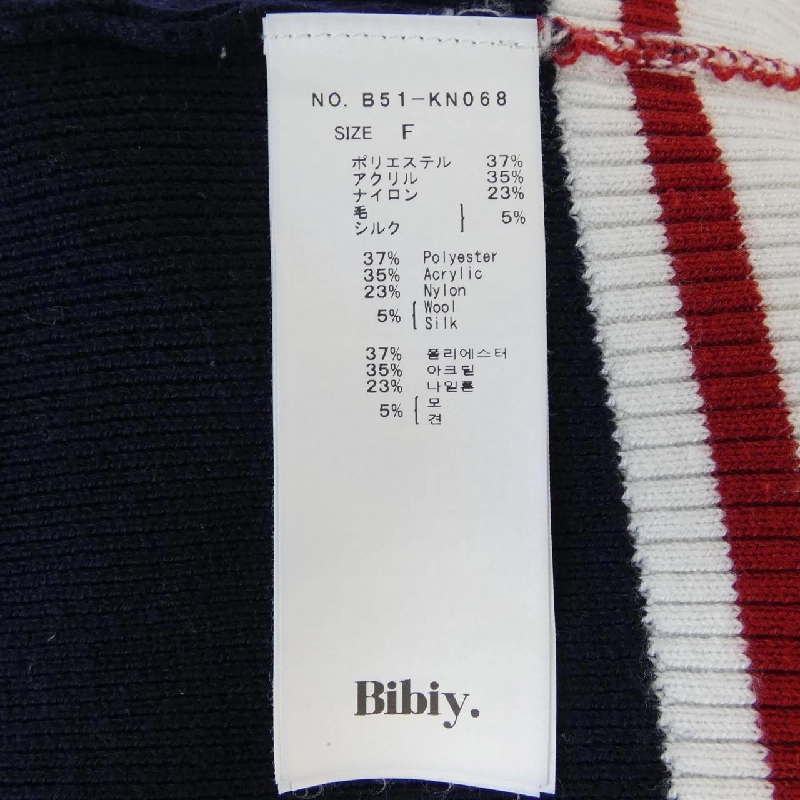 NO. B51-KN068
SIZE F
ポリエステル 37%
アクリル 35%
ナイロン 23%
毛
シルク } 5%
37% Polyester
35% Acrylic
23% Nylon
5% { Wool
Silk
37% 폴리에스터
35% 아크릴
23% 나일론
5% { 모
견
Bibiy.